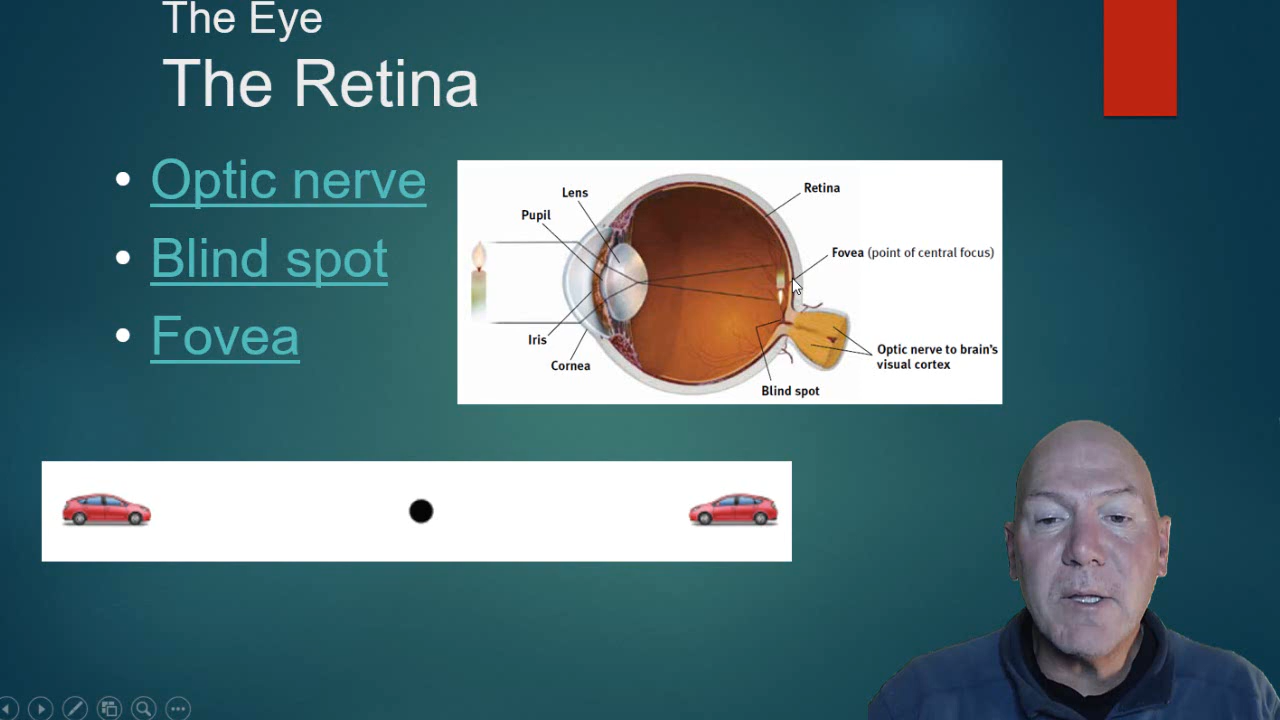 The Eye
The Retina
• Optic nerve
• Blind spot
• Fovea
Lens
Pupil
Retina
Fovea (point of central focus)
Iris
Cornea
Optic nerve to brain's
visual cortex
Blind spot